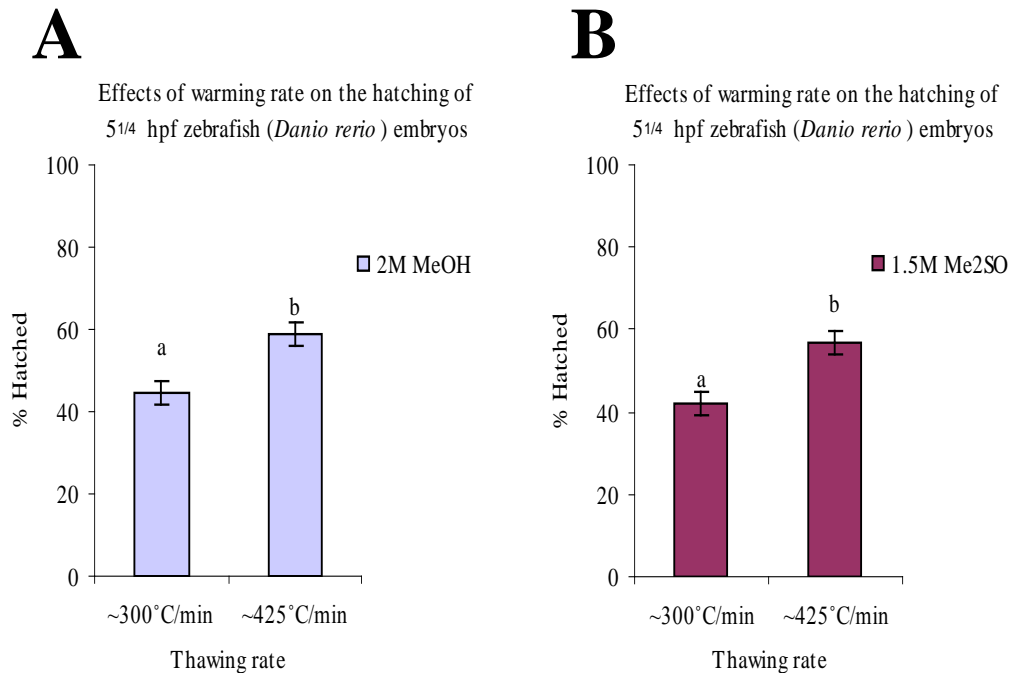 A
Effects of warming rate on the hatching of
5 1/4 hpf zebrafish (Danio rerio) embryos
100
80
60
40
20
0
% Hatched
a
b
2M MeOH
~300˚C/min
~425˚C/min
Thawing rate
B
Effects of warming rate on the hatching of
5 1/4 hpf zebrafish (Danio rerio) embryos
100
80
60
40
20
0
% Hatched
a
b
1.5M Me2SO
~300˚C/min
~425˚C/min
Thawing rate